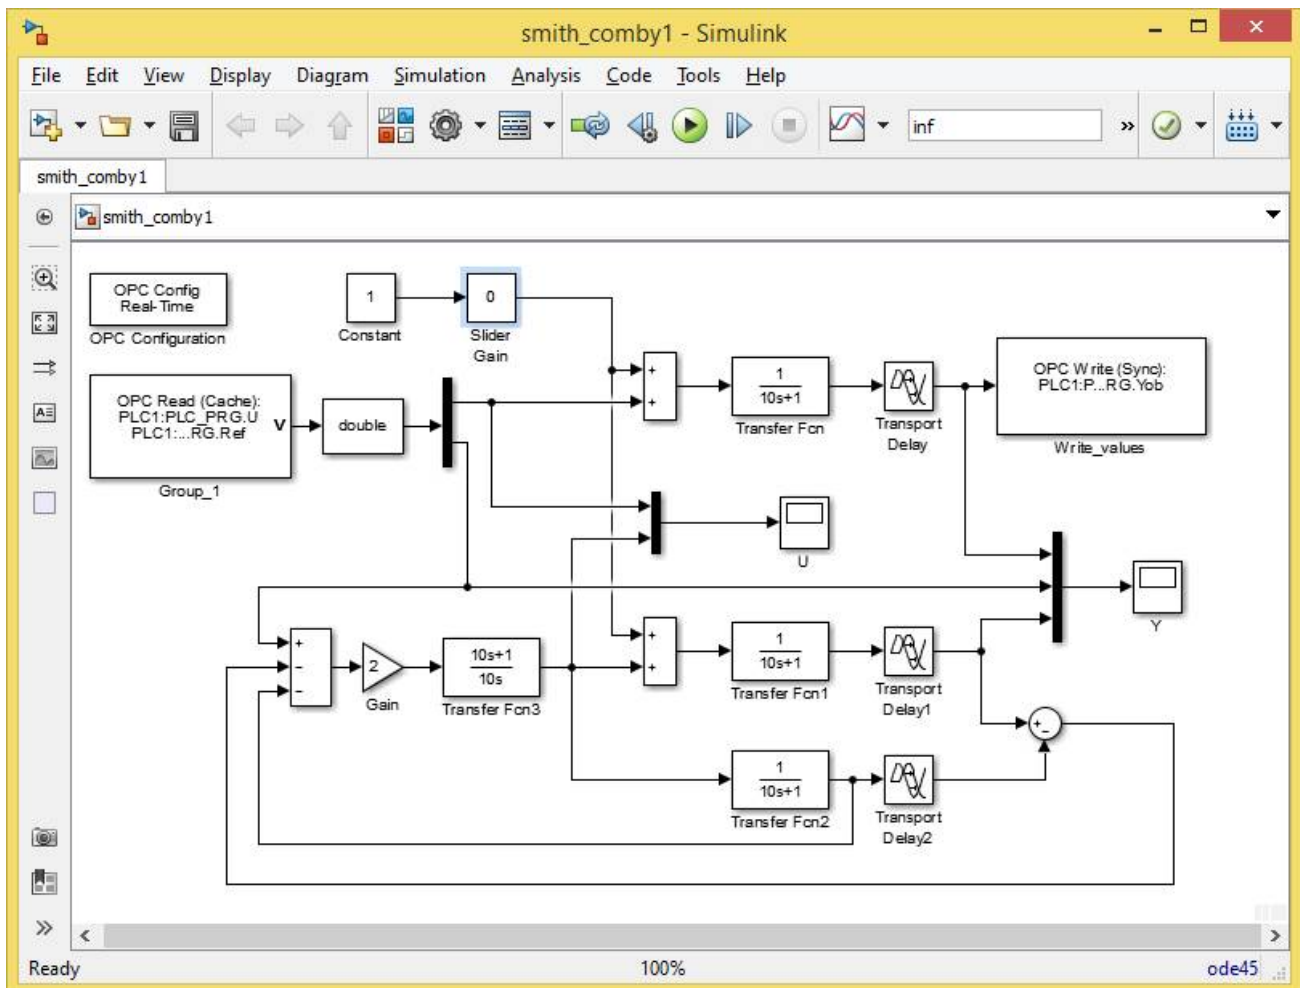 smith_comby1 - Simulink
File Edit View Display Diagram Simulation Analysis Code Tools Help
inf
»
smith_comby1
smith_comby1
OPC Config
Real-Time
OPC Configuration
1
Constant
0
Slider
Gain
OPC Read (Cache):
PLC1:PLC_PRG.U
PLC1:...RG.Ref
V
Group_1
double
+
+
1
10s+1
Transfer Fcn
Transport
Delay
OPC Write (Sync):
PLC1:P...RG.Yob
Write_values
U
Y
+
−
−
2
Gain
10s+1
10s
Transfer Fcn3
+
+
1
10s+1
Transfer Fcn1
Transport
Delay1
+
−
1
10s+1
Transfer Fcn2
Transport
Delay2
A
»
Ready 100% ode45